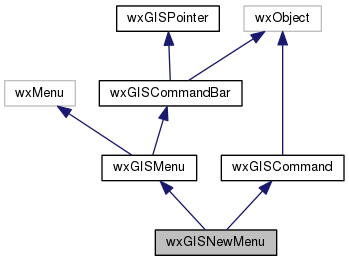 wxGISPointer
wxObject
wxMenu
wxGISCommandBar
wxGISMenu
wxGISCommand
wxGISNewMenu